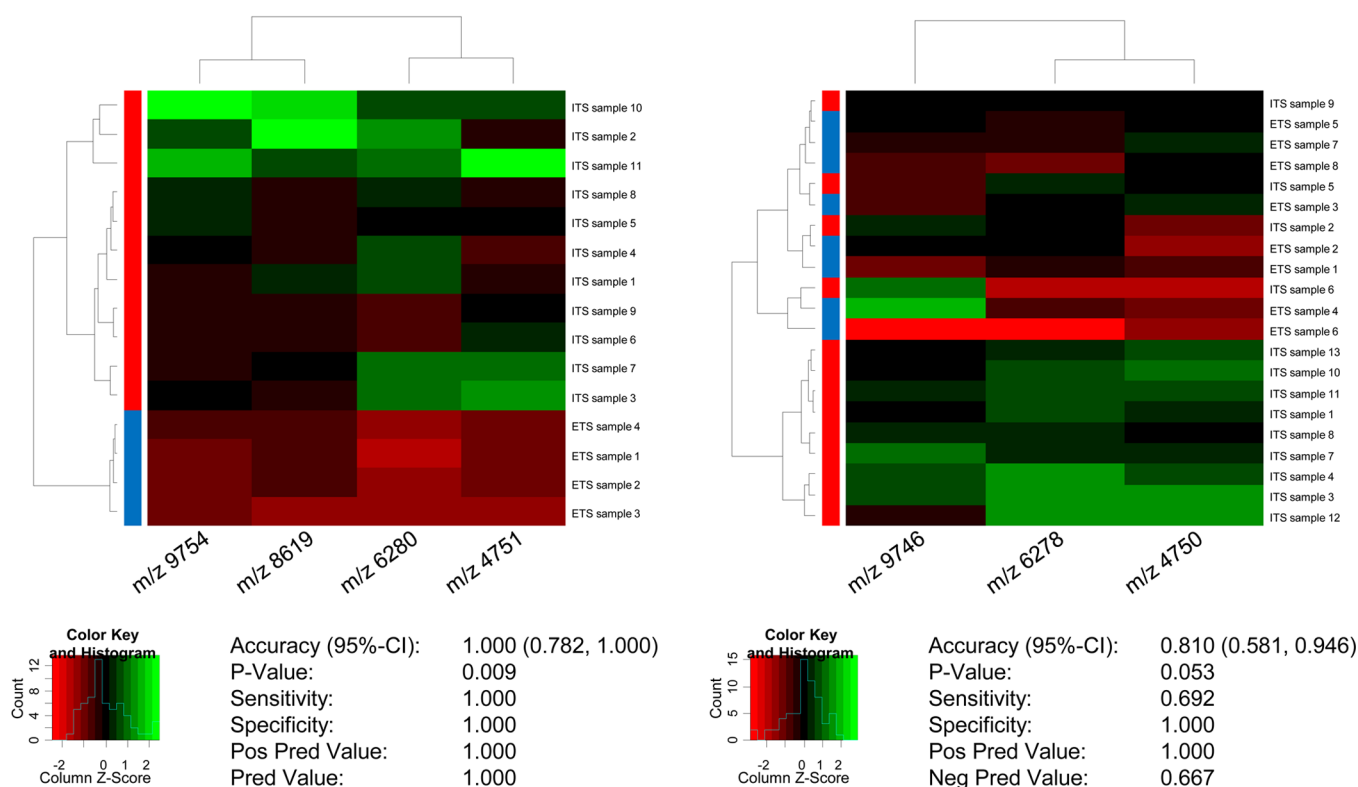 ITS sample 10
ITS sample 2
ITS sample 11
ITS sample 8
ITS sample 5
ITS sample 4
ITS sample 1
ITS sample 9
ITS sample 6
ITS sample 7
ITS sample 3
ETS sample 4
ETS sample 1
ETS sample 2
ETS sample 3
m/z 9754
m/z 8619
m/z 6280
m/z 4751
Color Key
and Histogram
Count
0 4 8 12
-2 0 1 2
Column Z-Score
Accuracy (95%-CI): 1.000 (0.782, 1.000)
P-Value: 0.009
Sensitivity: 1.000
Specificity: 1.000
Pos Pred Value: 1.000
Pred Value: 1.000
ITS sample 9
ETS sample 5
ETS sample 7
ETS sample 8
ITS sample 5
ETS sample 3
ITS sample 2
ETS sample 2
ETS sample 1
ITS sample 6
ETS sample 4
ETS sample 6
ITS sample 13
ITS sample 10
ITS sample 11
ITS sample 1
ITS sample 8
ITS sample 7
ITS sample 4
ITS sample 3
ITS sample 12
m/z 9746
m/z 6278
m/z 4750
Color Key
and Histogram
Count
0 5 10 15
-2 0 1 2
Column Z-Score
Accuracy (95%-CI): 0.810 (0.581, 0.946)
P-Value: 0.053
Sensitivity: 0.692
Specificity: 1.000
Pos Pred Value: 1.000
Neg Pred Value: 0.667